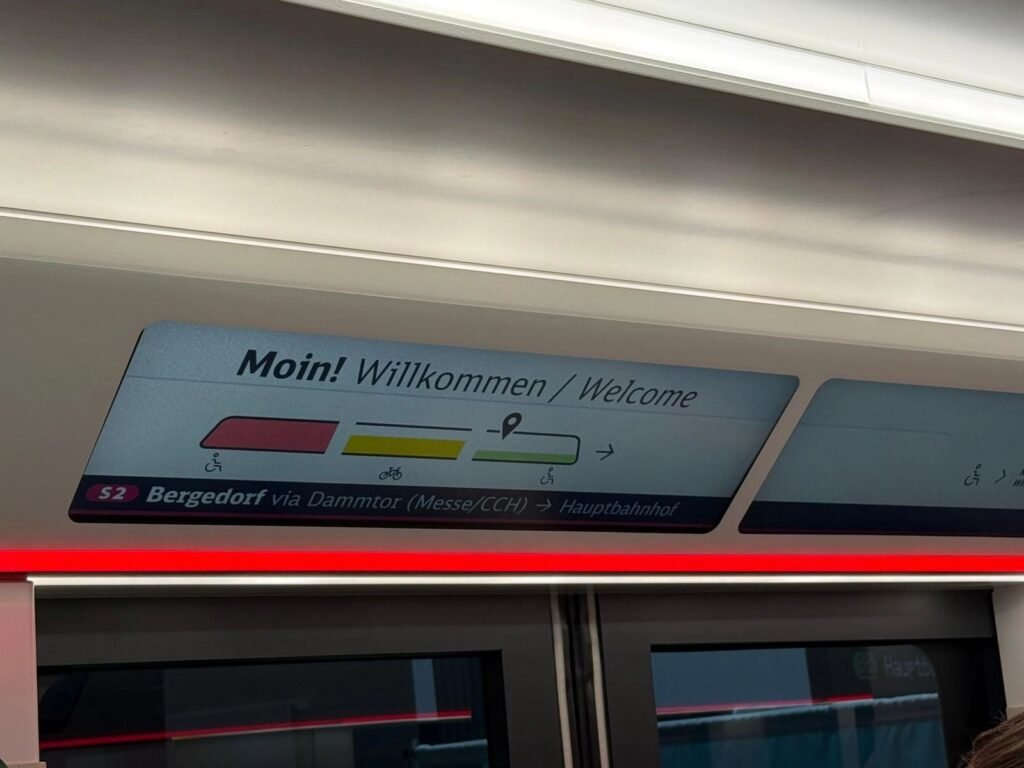 Moin! Willkommen / Welcome
S2 Bergedorf via Dammtor (Messe/CCH) → Hauptbahnhof